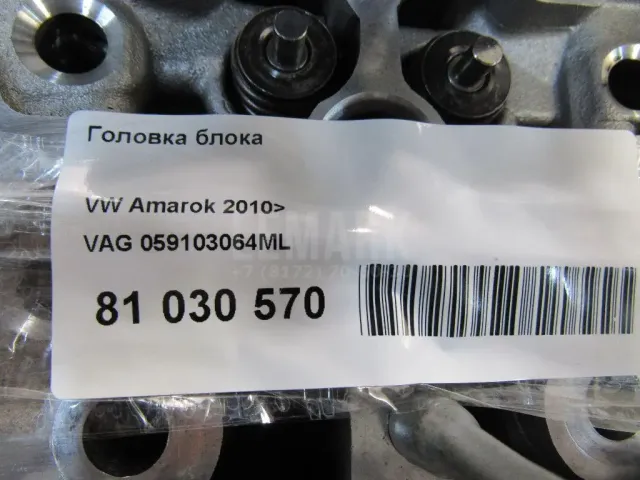 Головка блока
VW Amarok 2010>
VAG 059103064ML
81 030 570